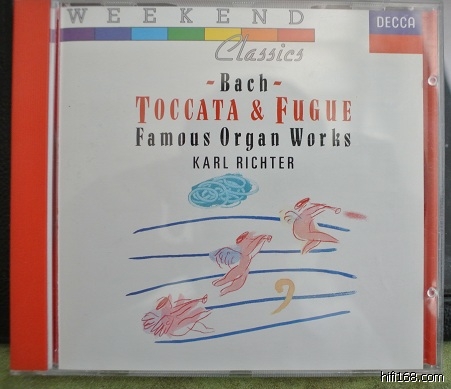 WEEKEND
Classics
DECCA
-Bach-
TOCCATA & FUGUE
Famous Organ Works
KARL RICHTER
hifi168.com